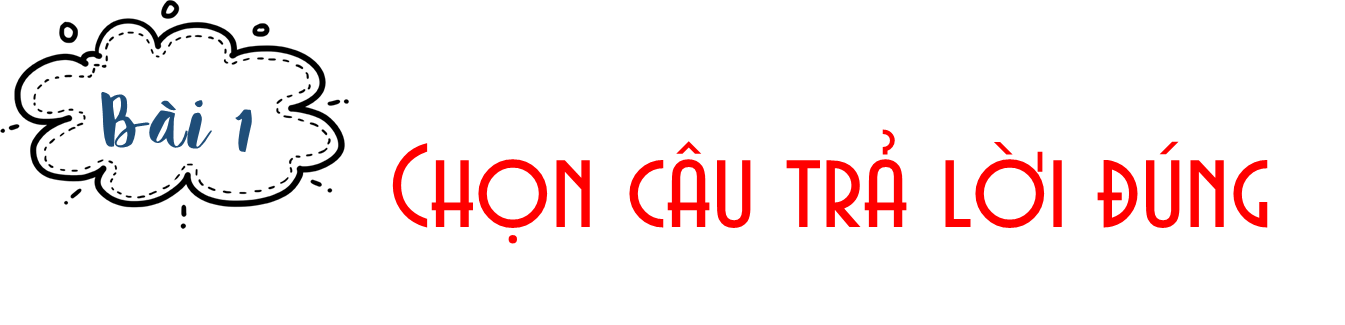 Bài 1
Chọn câu trả lời đúng